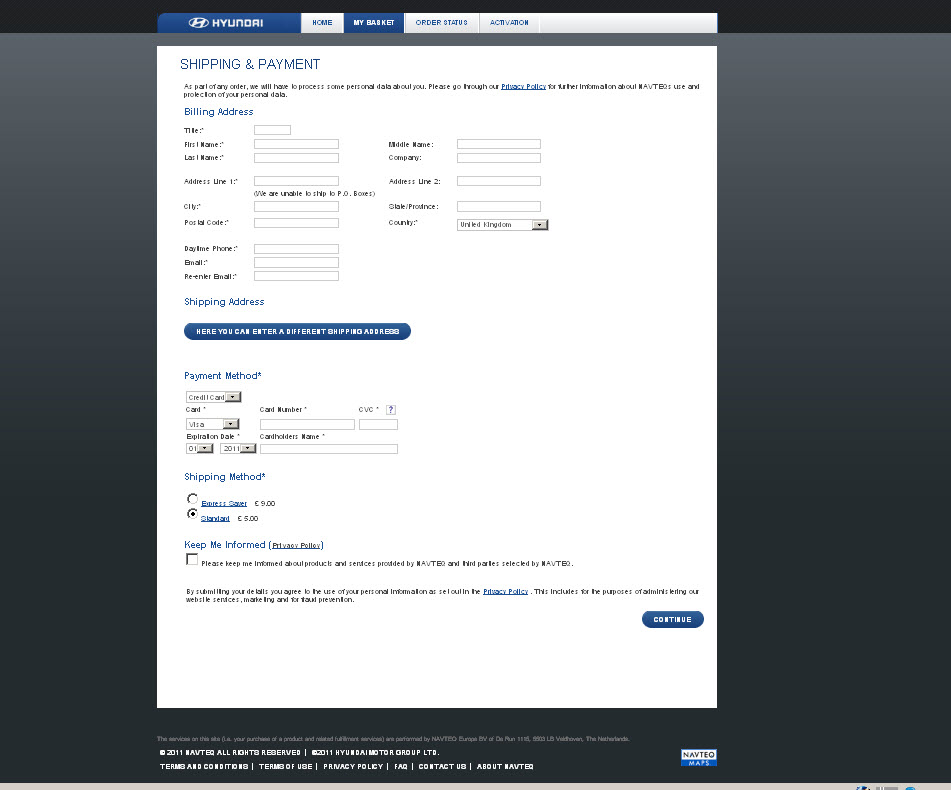 HYUNDAI HOME MY BASKET ORDER STATUS ACTIVATION
SHIPPING & PAYMENT
As part of any order, we will have to process some personal data about you. Please go through our Privacy Policy for further information about NAVTEQs use and
protection of your personal data.
Billing Address
Title:*
First Name:* Middle Name:
Last Name:* Company:
Address Line 1:* Address Line 2:
(We are unable to ship to P.O. Boxes)
City:* State/Province:
Postal Code:* Country:* United Kingdom
Daytime Phone:*
Email:*
Re-enter Email:*
Shipping Address
HERE YOU CAN ENTER A DIFFERENT SHIPPING ADDRESS
Payment Method*
Credit Card
Card * Card Number * CVC * ?
Visa
Expiration Date * Cardholders Name *
01 2011
Shipping Method*
Express Saver £ 9.00
Standard £ 5.00
Keep Me Informed (Privacy Policy)
Please keep me informed about products and services provided by NAVTEQ and third parties selected by NAVTEQ.
By submitting your details you agree to the use of your personal information as set out in the Privacy Policy . This includes for the purposes of administering our
website services, marketing and for fraud prevention.
CONTINUE
The services on this site (i.e. your purchase of a product and related fulfillment services) are performed by NAVTEQ Europe BV of De Run 1115, 5503 LB Veldhoven, The Netherlands.
© 2011 NAVTEQ ALL RIGHTS RESERVED | ©2011 HYUNDAI MOTOR GROUP LTD.
NAVTEQ
MAPS
TERMS AND CONDITIONS | TERMS OF USE | PRIVACY POLICY | FAQ | CONTACT US | ABOUT NAVTEQ